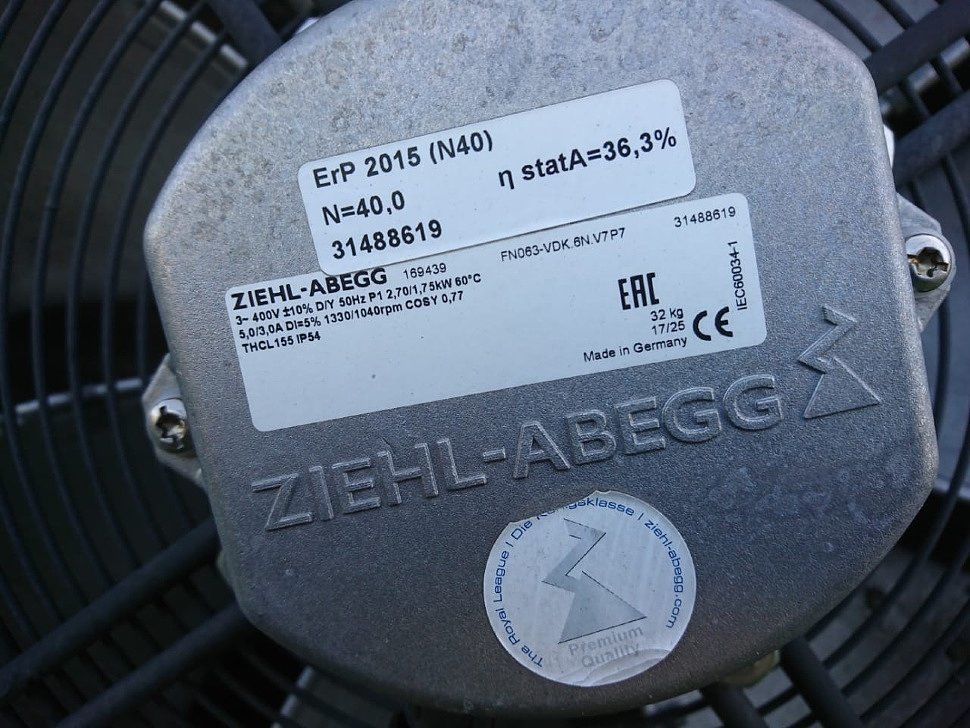 ErP 2015 (N40)
N=40,0 η statA=36,3%
31488619
ZIEHL-ABEGG 169439 FN063-VDK.6N.V7P7 31488619
3~ 400V ±10% D/Y 50Hz P1 2,70/1,75kW 60°C
5,0/3,0A DI=5% 1330/1040rpm COSY 0,77
THCL155 IP54
EAC
32 kg
17/25 CE
Made in Germany
IEC60034-1
ZIEHL-ABEGG
The Royal League | Die Königsklasse | ziehl-abegg.com
Premium
Quality